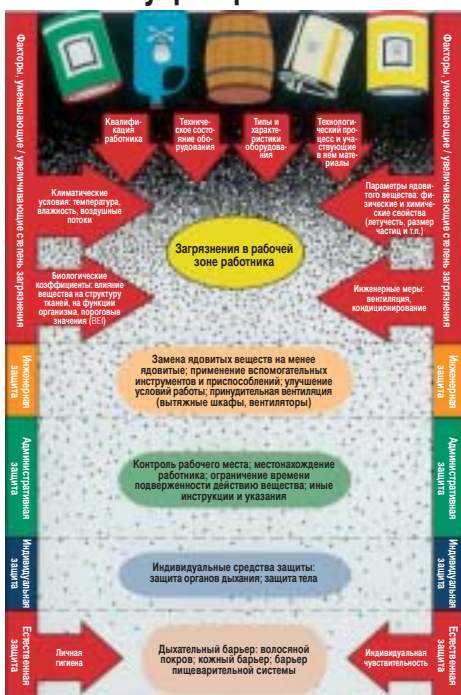 Факторы, уменьшающие / увеличивающие степень загрязнения
Факторы, уменьшающие / увеличивающие степень загрязнения
Квалифи-
кация
работника
Техниче-
ское состо-
яние обо-
рудования
Типы и
характе-
ристики
оборудова-
ния
Технологи-
ческий про-
цесс и уча-
ствующие
в нем мате-
риалы
Климатические
условия: температура,
влажность, воздушные
потоки
Параметры ядови-
того вещества: фи-
зические и химиче-
ские свойства
(летучесть, размер
частиц и т.п.)
Загрязнения в рабочей
зоне работника
Биологические
коэффициенты: влияние
вещества на структуру
тканей, на функции
организма, пороговые
значения (BEI)
Инженерные меры:
вентиляция,
кондиционирование
Инженерная
защита
Замена ядовитых веществ на менее
ядовитые; применение вспомогательных
инструментов и приспособлений; улучшение
условий работы; принудительная вентиляция
(вытяжные шкафы, вентиляторы)
Инженерная
защита
Административная
защита
Контроль рабочего места; местонахождение
работника; ограничение времени
подверженности действию вещества; иные
инструкции и указания
Административная
защита
Индивидуальная
защита
Индивидуальные средства защиты:
защита органов дыхания; защита тела
Индивидуальная
защита
Естественная
защита
Личная
гигиена
Дыхательный барьер: волосяной
покров; кожный барьер; барьер
пищеварительной системы
Индивидуальная
чувствительность
Естественная
защита